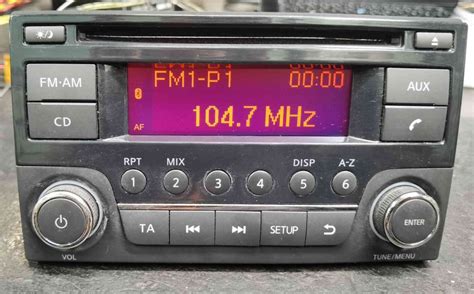 FM·AM
CD
FM1-P1 00:00
AF
104.7 MHz
AUX
RPT MIX DISP A-Z
1 2 3 4 5 6
TA SETUP ENTER
VOL TUNE/MENU